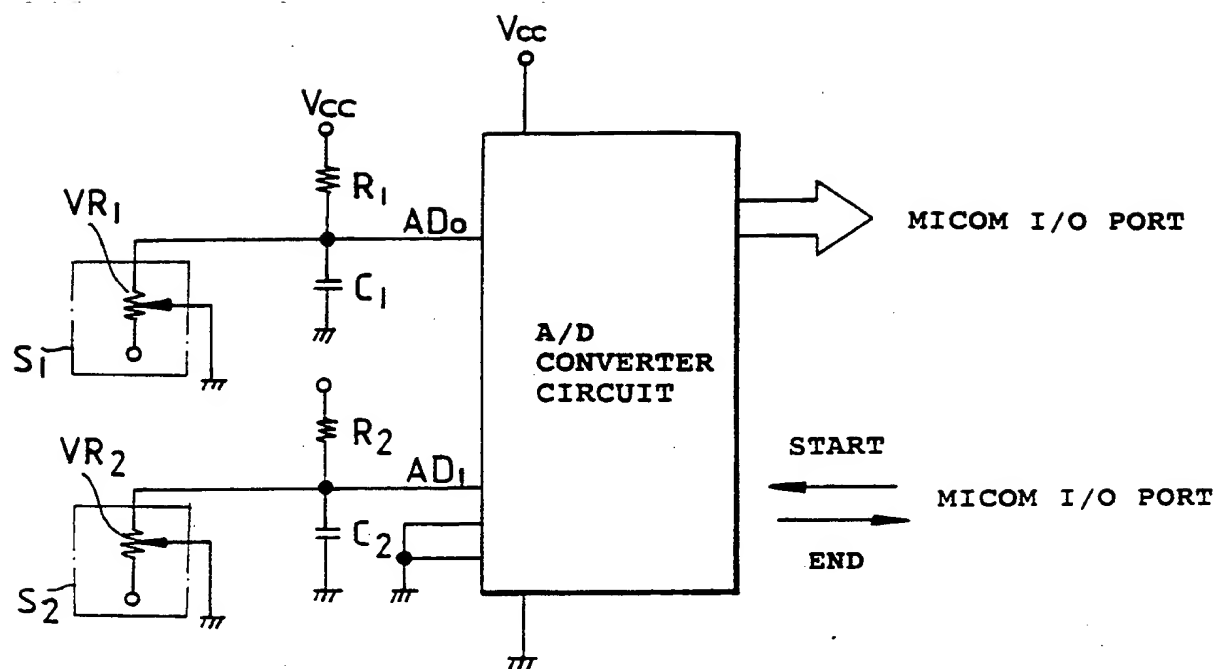 Vcc
Vcc
R1
VR1
AD0
MICOM I/O PORT
C1
A/D
CONVERTER
CIRCUIT
S1
R2
START
VR2
AD1
MICOM I/O PORT
C2
END
S2